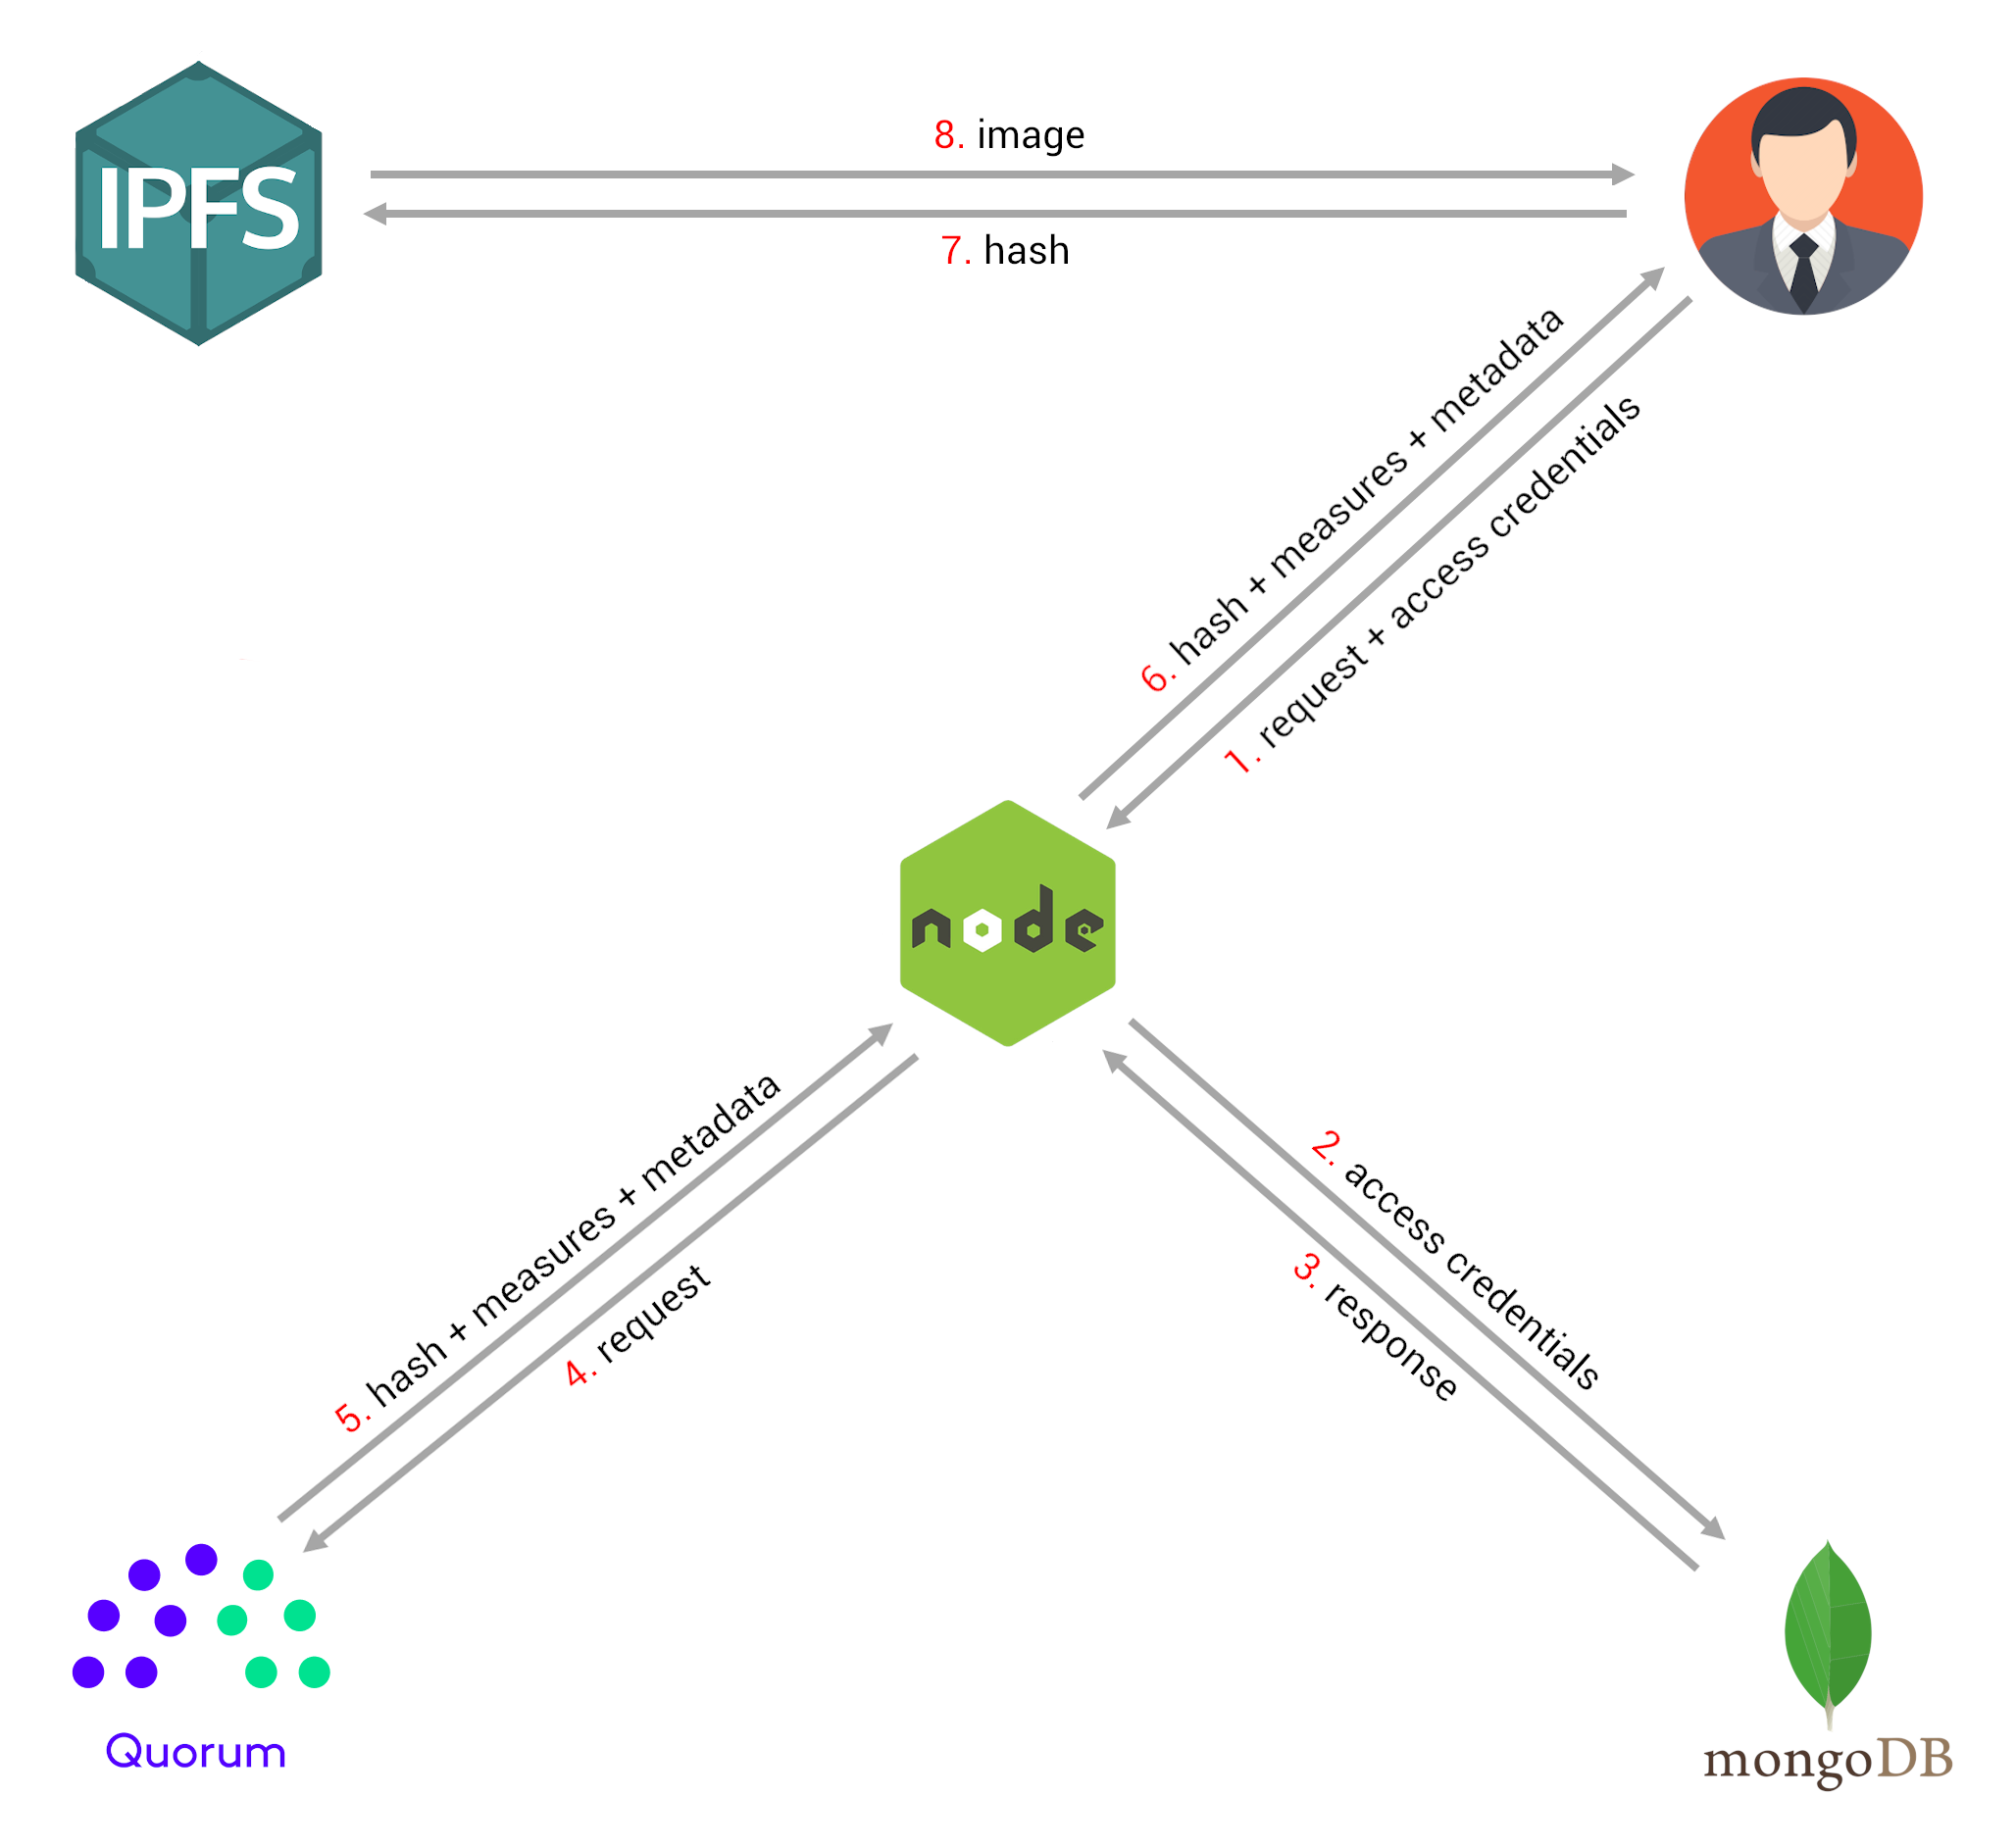 IPFS
8. image
7. hash
6. hash + measures + metadata
1. request + access credentials
node
5. hash + measures + metadata
4. request
2. access credentials
3. response
Quorum
mongoDB